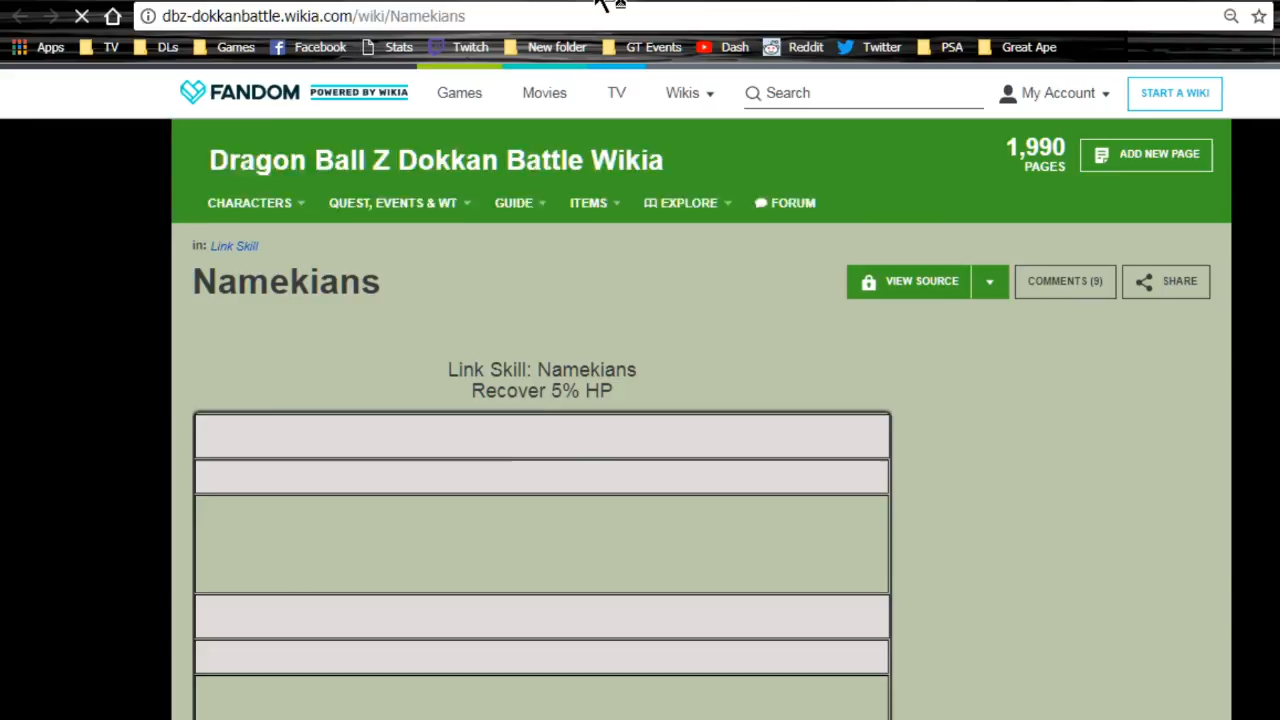 dbz-dokkanbattle.wikia.com/wiki/Namekians
Apps TV DLs Games Facebook Stats Twitch New folder GT Events Dash Reddit Twitter PSA Great Ape
FANDOM POWERED BY WIKIA Games Movies TV Wikis Search My Account START A WIKI
Dragon Ball Z Dokkan Battle Wikia
1,990
PAGES
ADD NEW PAGE
CHARACTERS QUEST, EVENTS & WT GUIDE ITEMS EXPLORE FORUM
in: Link Skill
Namekians
VIEW SOURCE COMMENTS (9) SHARE
Link Skill: Namekians
Recover 5% HP